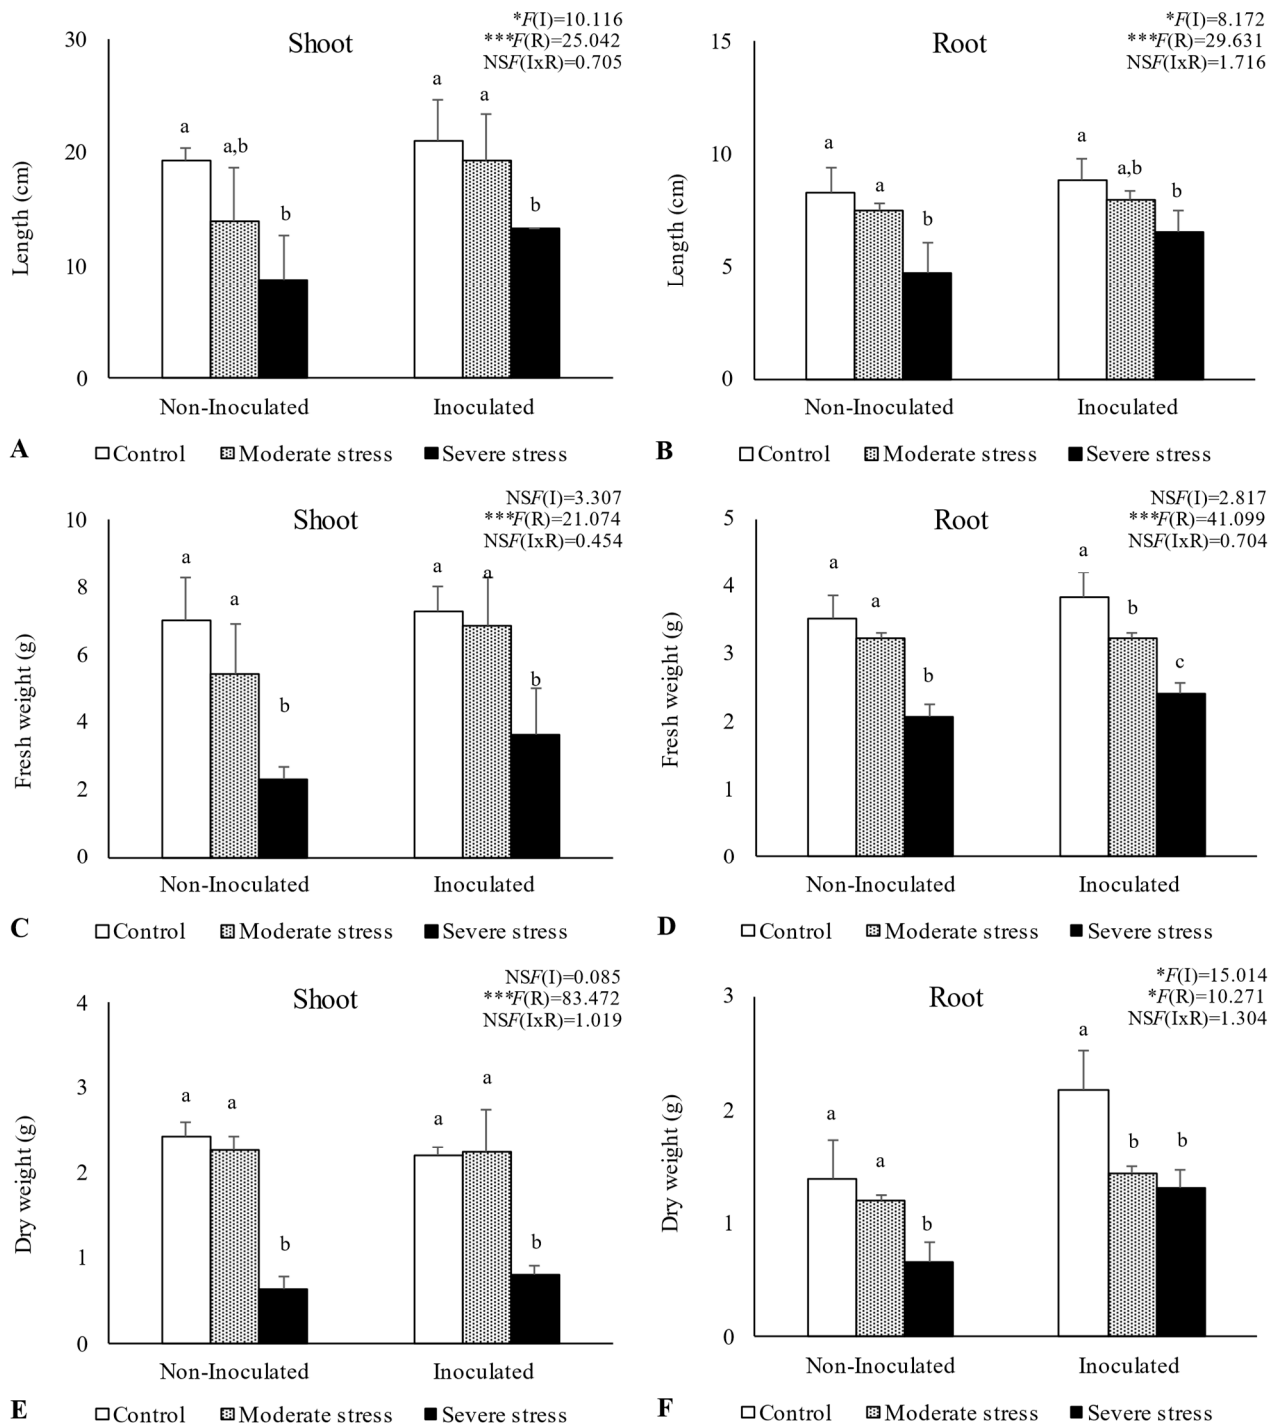 *F(I)=10.116
***F(R)=25.042
NSF(IxR)=0.705
Shoot
30
20
10
0
Length (cm)
a
a,b
b
a
a
b
Non-Inoculated
Inoculated
A
Control
Moderate stress
Severe stress
*F(I)=8.172
***F(R)=29.631
NSF(IxR)=1.716
Root
15
10
5
0
Length (cm)
a
a
b
a
a,b
b
Non-Inoculated
Inoculated
B
Control
Moderate stress
Severe stress
NSF(I)=3.307
***F(R)=21.074
NSF(IxR)=0.454
Shoot
10
8
6
4
2
0
Fresh weight (g)
a
a
b
a
a
b
Non-Inoculated
Inoculated
C
Control
Moderate stress
Severe stress
NSF(I)=2.817
***F(R)=41.099
NSF(IxR)=0.704
Root
5
4
3
2
1
0
Fresh weight (g)
a
a
b
a
b
c
Non-Inoculated
Inoculated
D
Control
Moderate stress
Severe stress
NSF(I)=0.085
***F(R)=83.472
NSF(IxR)=1.019
Shoot
4
3
2
1
0
Dry weight (g)
a
a
b
a
a
b
Non-Inoculated
Inoculated
E
Control
Moderate stress
Severe stress
*F(I)=15.014
*F(R)=10.271
NSF(IxR)=1.304
Root
3
2
1
0
Dry weight (g)
a
a
b
a
b
b
Non-Inoculated
Inoculated
F
Control
Moderate stress
Severe stress